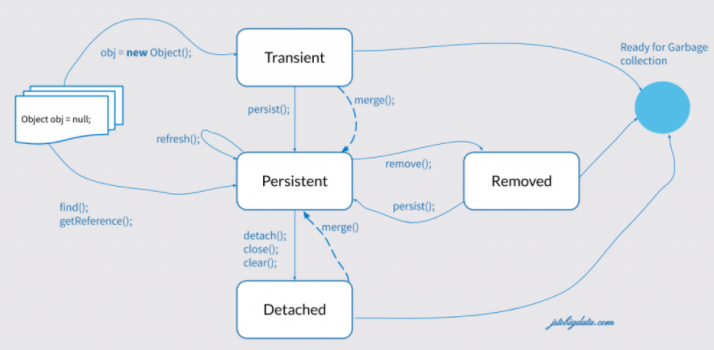 obj = new Object();
Transient
Ready for Garbage
collection
Object obj = null;
persist();
merge();
refresh();
Persistent
remove();
Removed
find();
getReference();
persist();
detach();
close();
clear();
merge()
Detached
jstobigdata.com